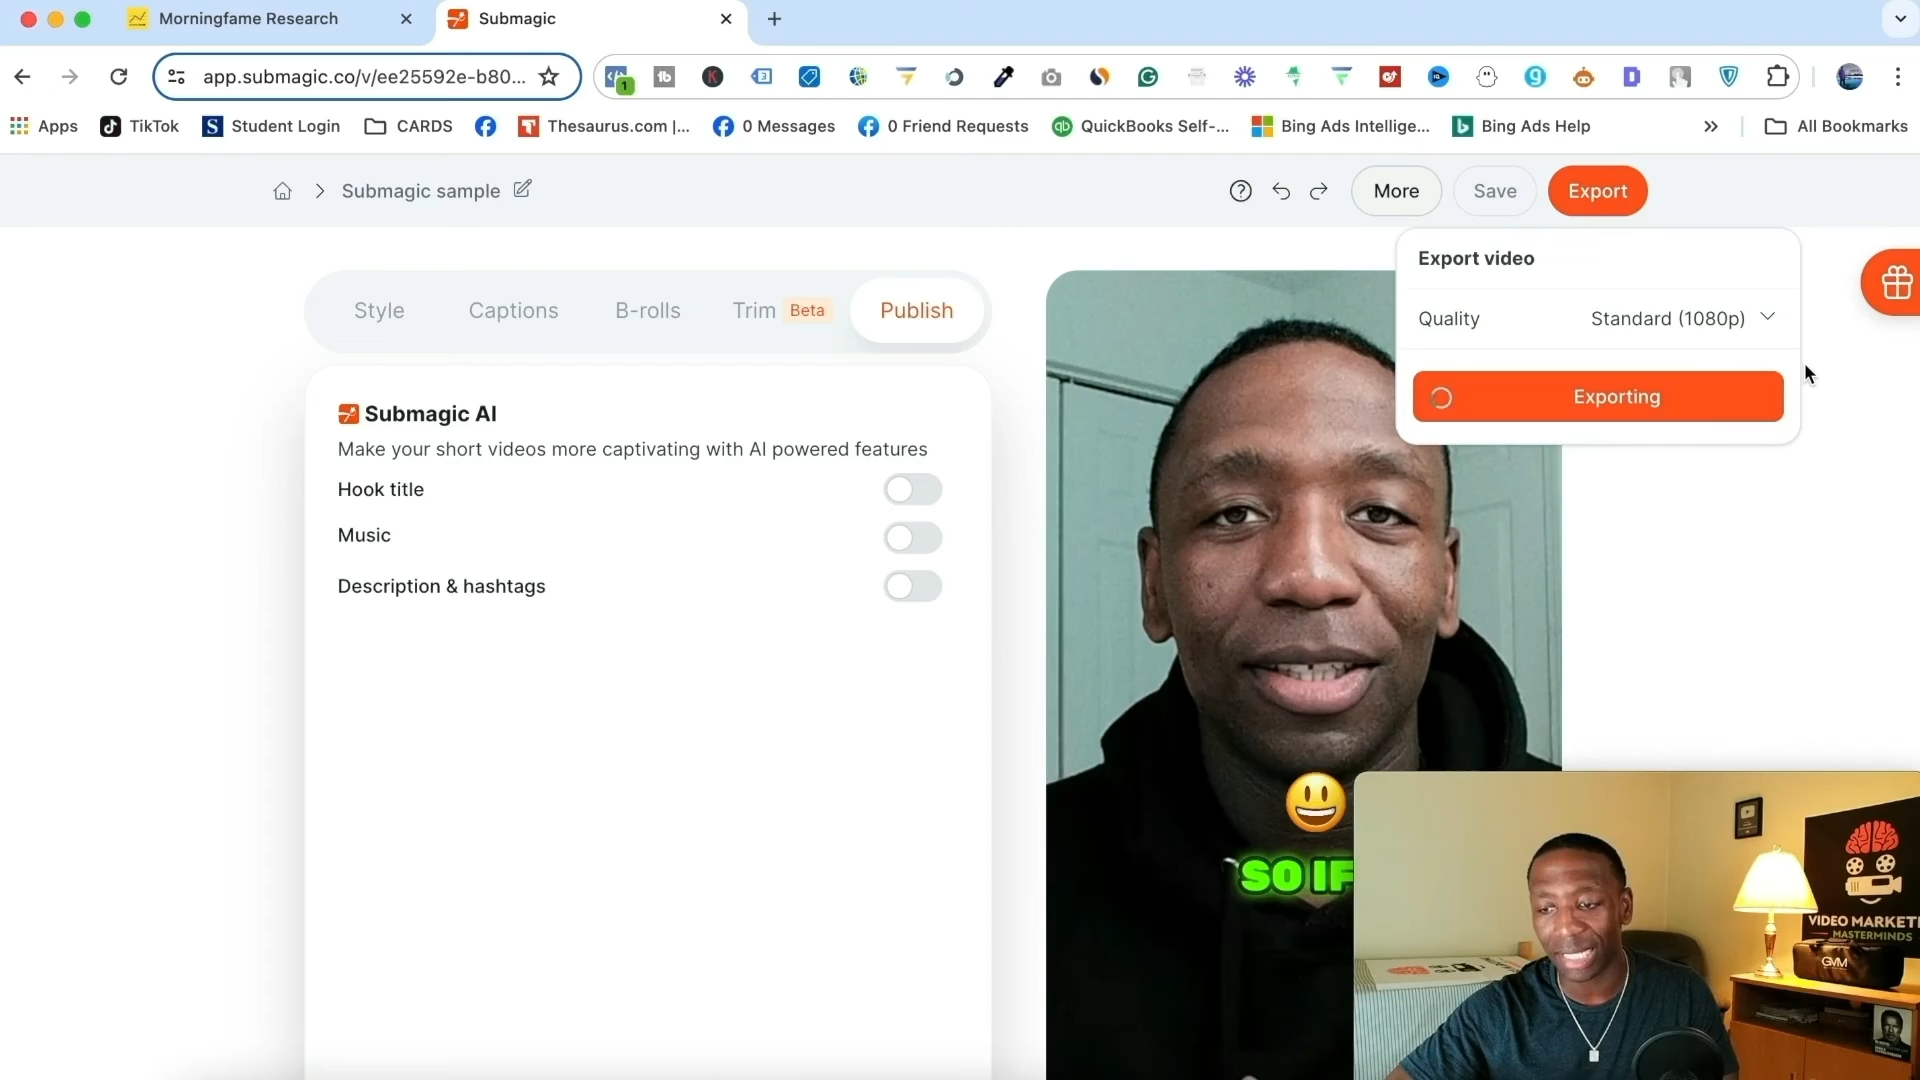 Morningfame Research
Submagic
app.submagic.co/v/ee25592e-b80...
1
Apps
TikTok
Student Login
CARDS
Thesaurus.com |...
0 Messages
0 Friend Requests
QuickBooks Self-...
Bing Ads Intellige...
Bing Ads Help
All Bookmarks
Submagic sample
More
Save
Export
Export video
Quality
Standard (1080p)
Exporting
Style
Captions
B-rolls
Trim
Beta
Publish
Submagic AI
Make your short videos more captivating with AI powered features
Hook title
Music
Description & hashtags
SO IF
VIDEO MARKETI
MASTERMINDS
GVM